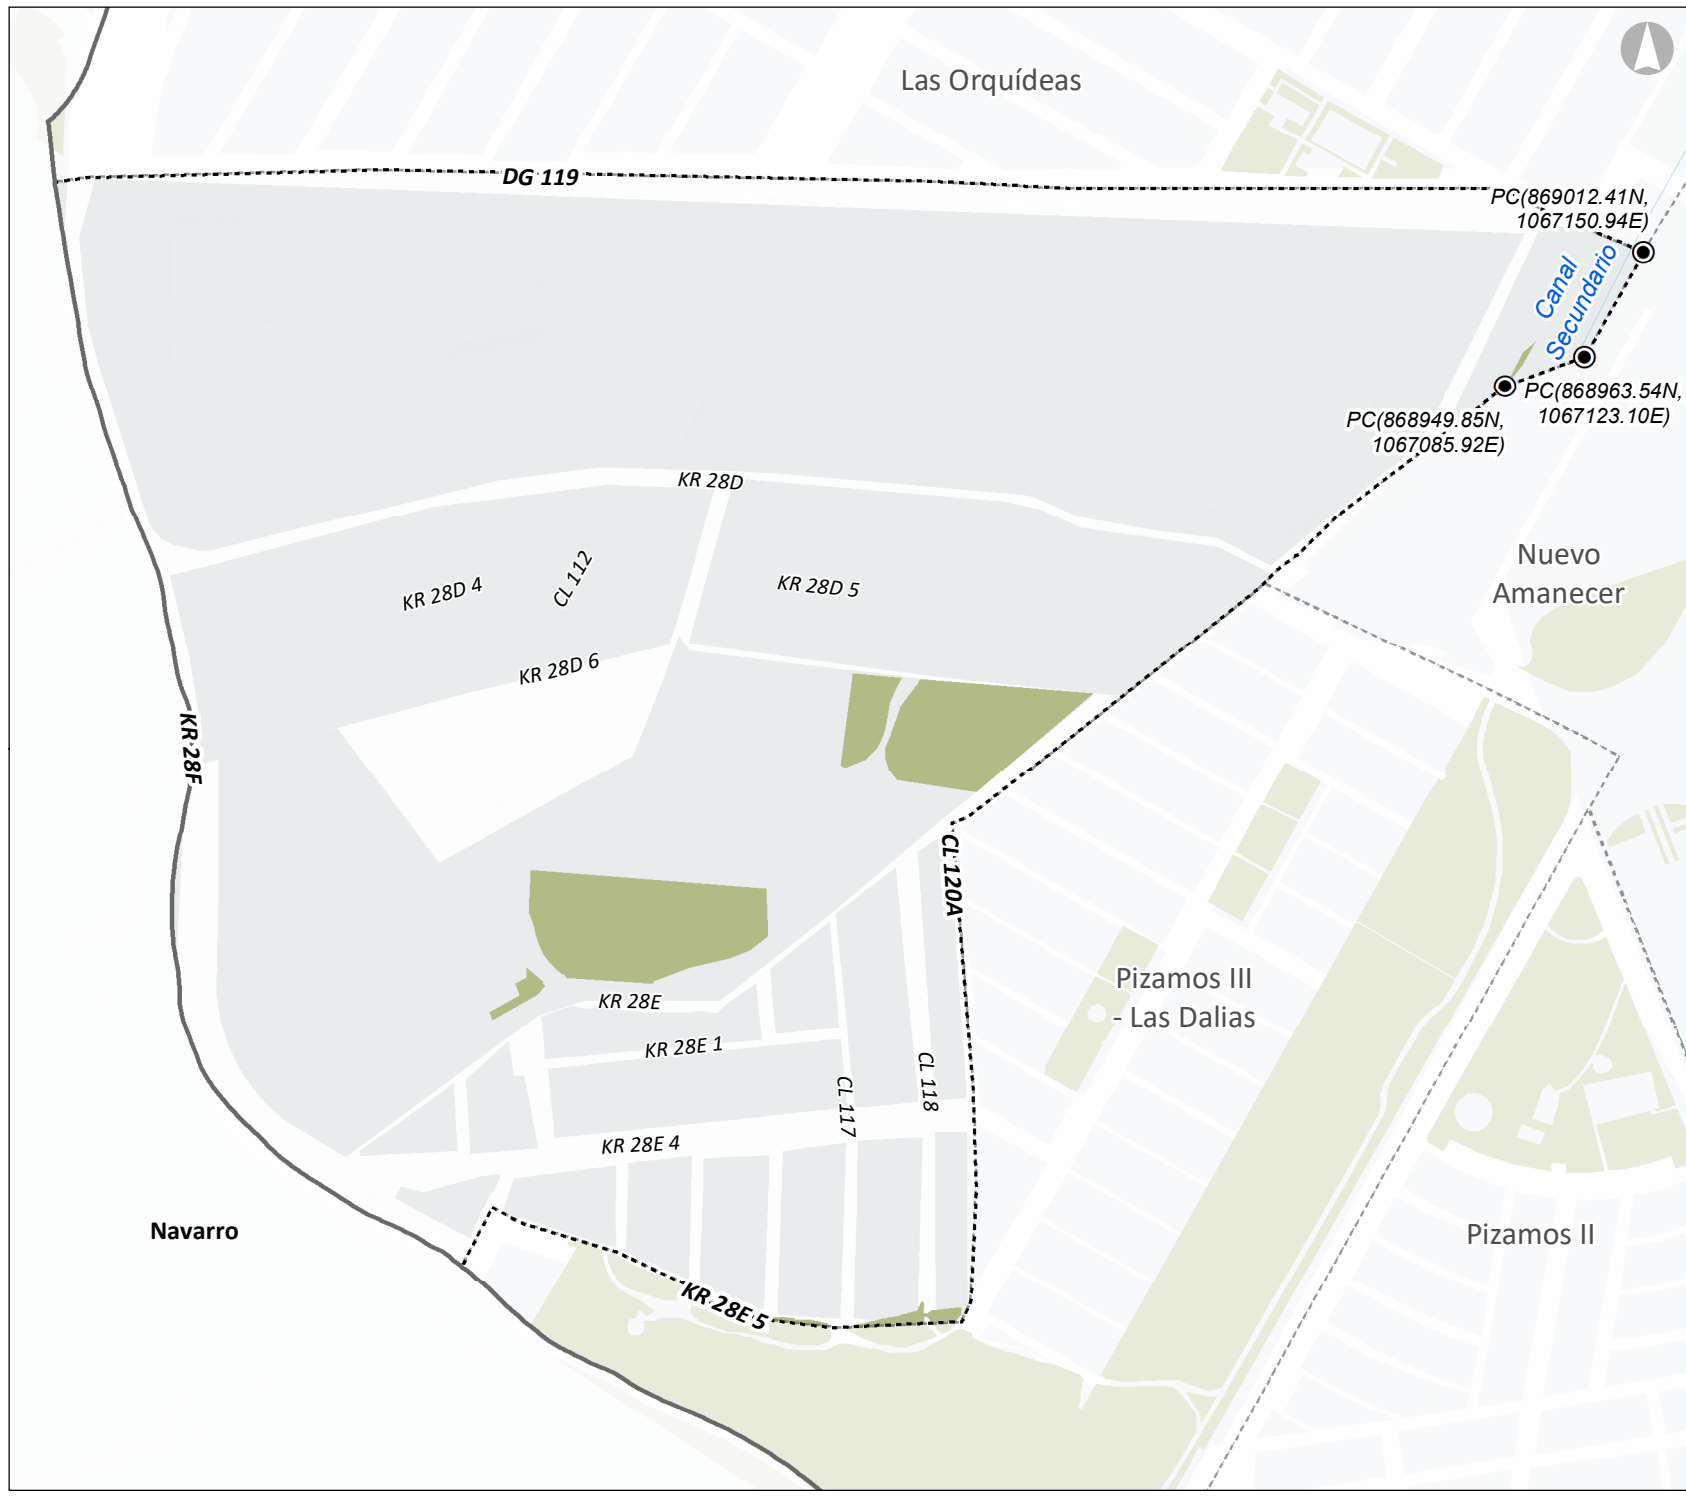 Las Orquídeas
DG 119
PC(869012.41N,
1067150.94E)
Canal
Secundario
PC(868963.54N,
1067123.10E)
PC(868949.85N,
1067085.92E)
KR 28D
Nuevo
Amanecer
KR 28D 4
CL 112
KR 28D 5
KR 28D 6
KR 28F
CL 120A
Pizamos III
- Las Dalias
KR 28E
KR 28E 1
CL 117
CL 118
KR 28E 4
Navarro
Pizamos II
KR 28E 5